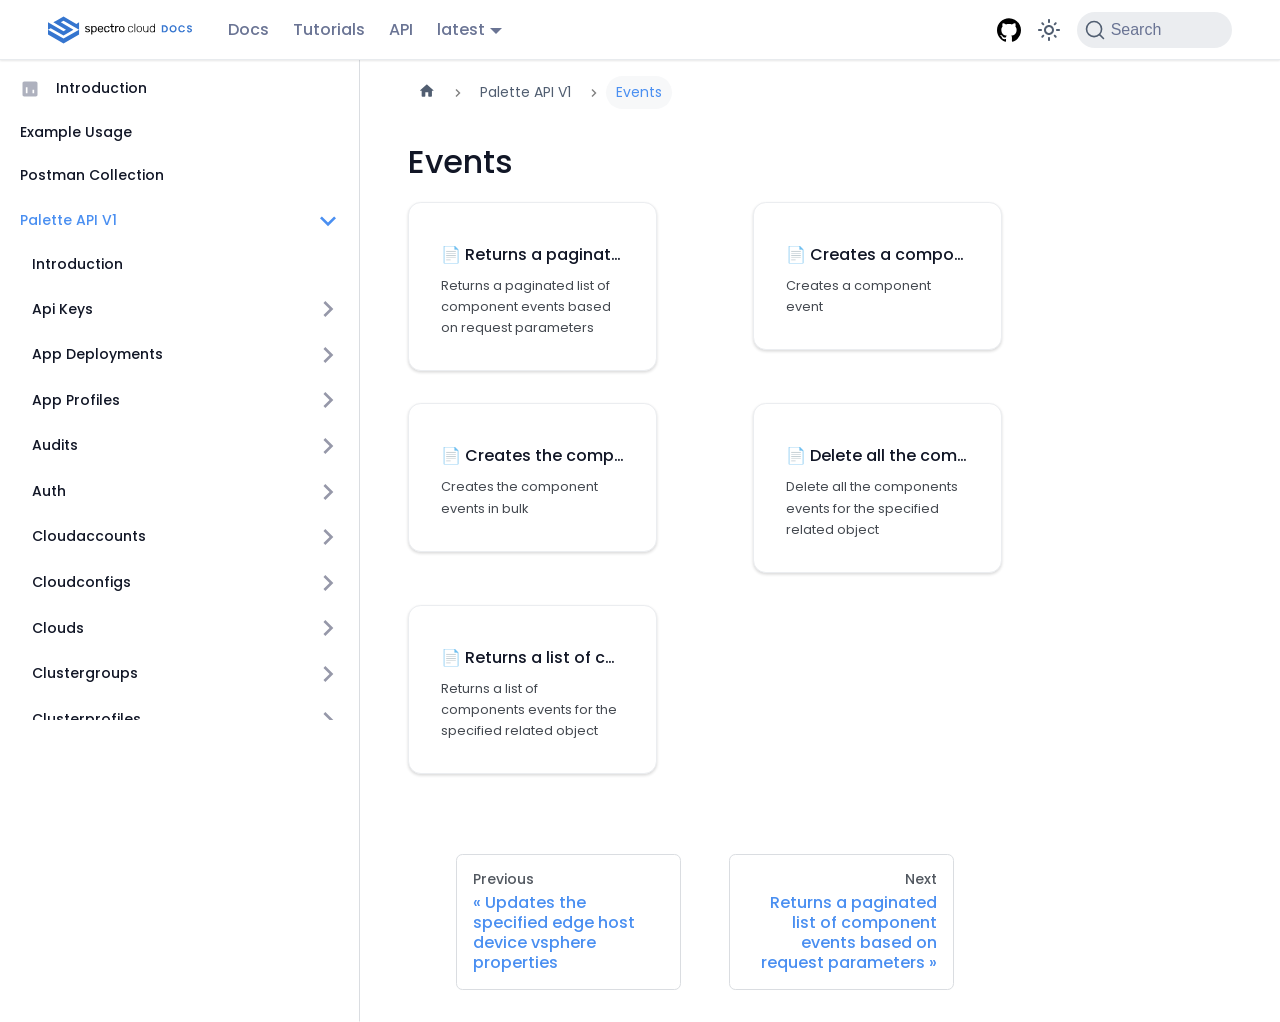 spectro cloud DOCS
Docs
Tutorials
API
latest
Search
Introduction
Example Usage
Postman Collection
Palette API V1
Introduction
Api Keys
App Deployments
App Profiles
Audits
Auth
Cloudaccounts
Cloudconfigs
Clouds
Clustergroups
Clusterprofiles
Palette API V1
Events
Events
📄 Returns a paginat...
Returns a paginated list of
component events based
on request parameters
📄 Creates a compo...
Creates a component
event
📄 Creates the comp...
Creates the component
events in bulk
📄 Delete all the com...
Delete all the components
events for the specified
related object
📄 Returns a list of c...
Returns a list of
components events for the
specified related object
Previous
« Updates the
specified edge host
device vsphere
properties
Next
Returns a paginated
list of component
events based on
request parameters »